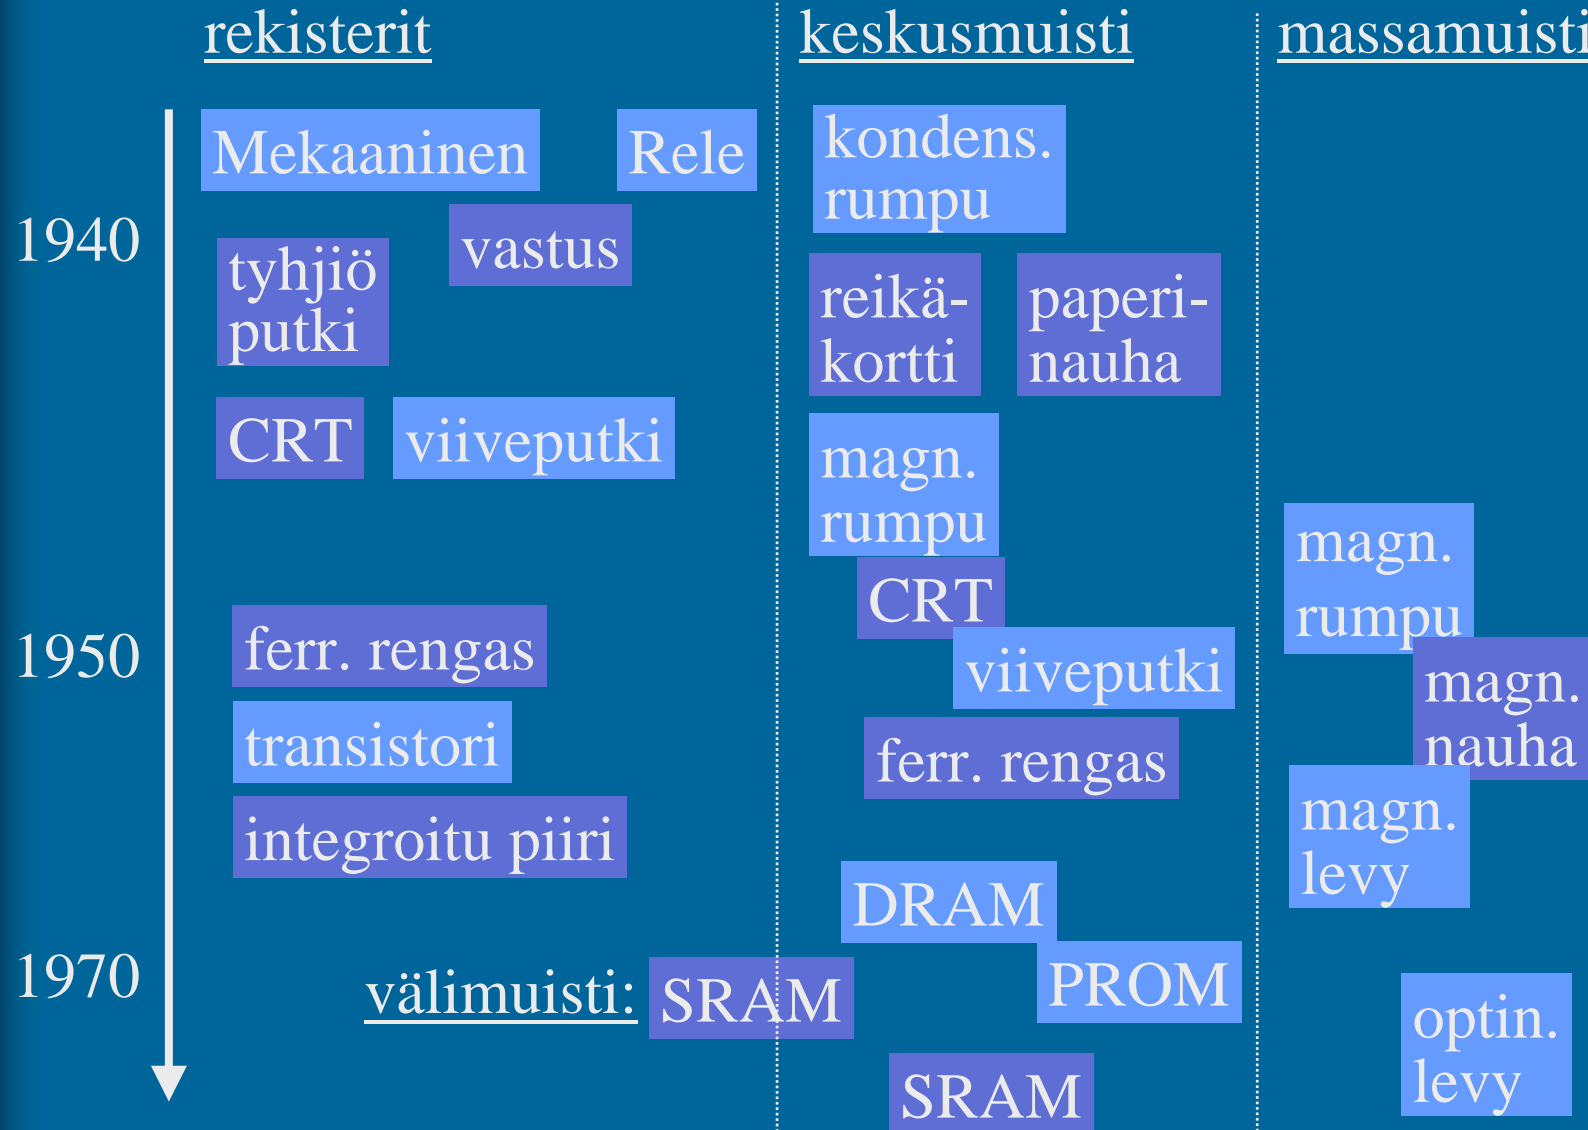 rekisterit
keskusmuisti
massamuisti
Mekaaninen
Rele
kondens.
rumpu
1940
vastus
tyhjiö
putki
reikä-
kortti
paperi-
nauha
CRT
viiveputki
magn.
rumpu
magn.
rumpu
CRT
1950
ferr. rengas
viiveputki
magn.
nauha
transistori
ferr. rengas
magn.
levy
integroitu piiri
DRAM
1970
välimuisti:
SRAM
PROM
optin.
levy
SRAM